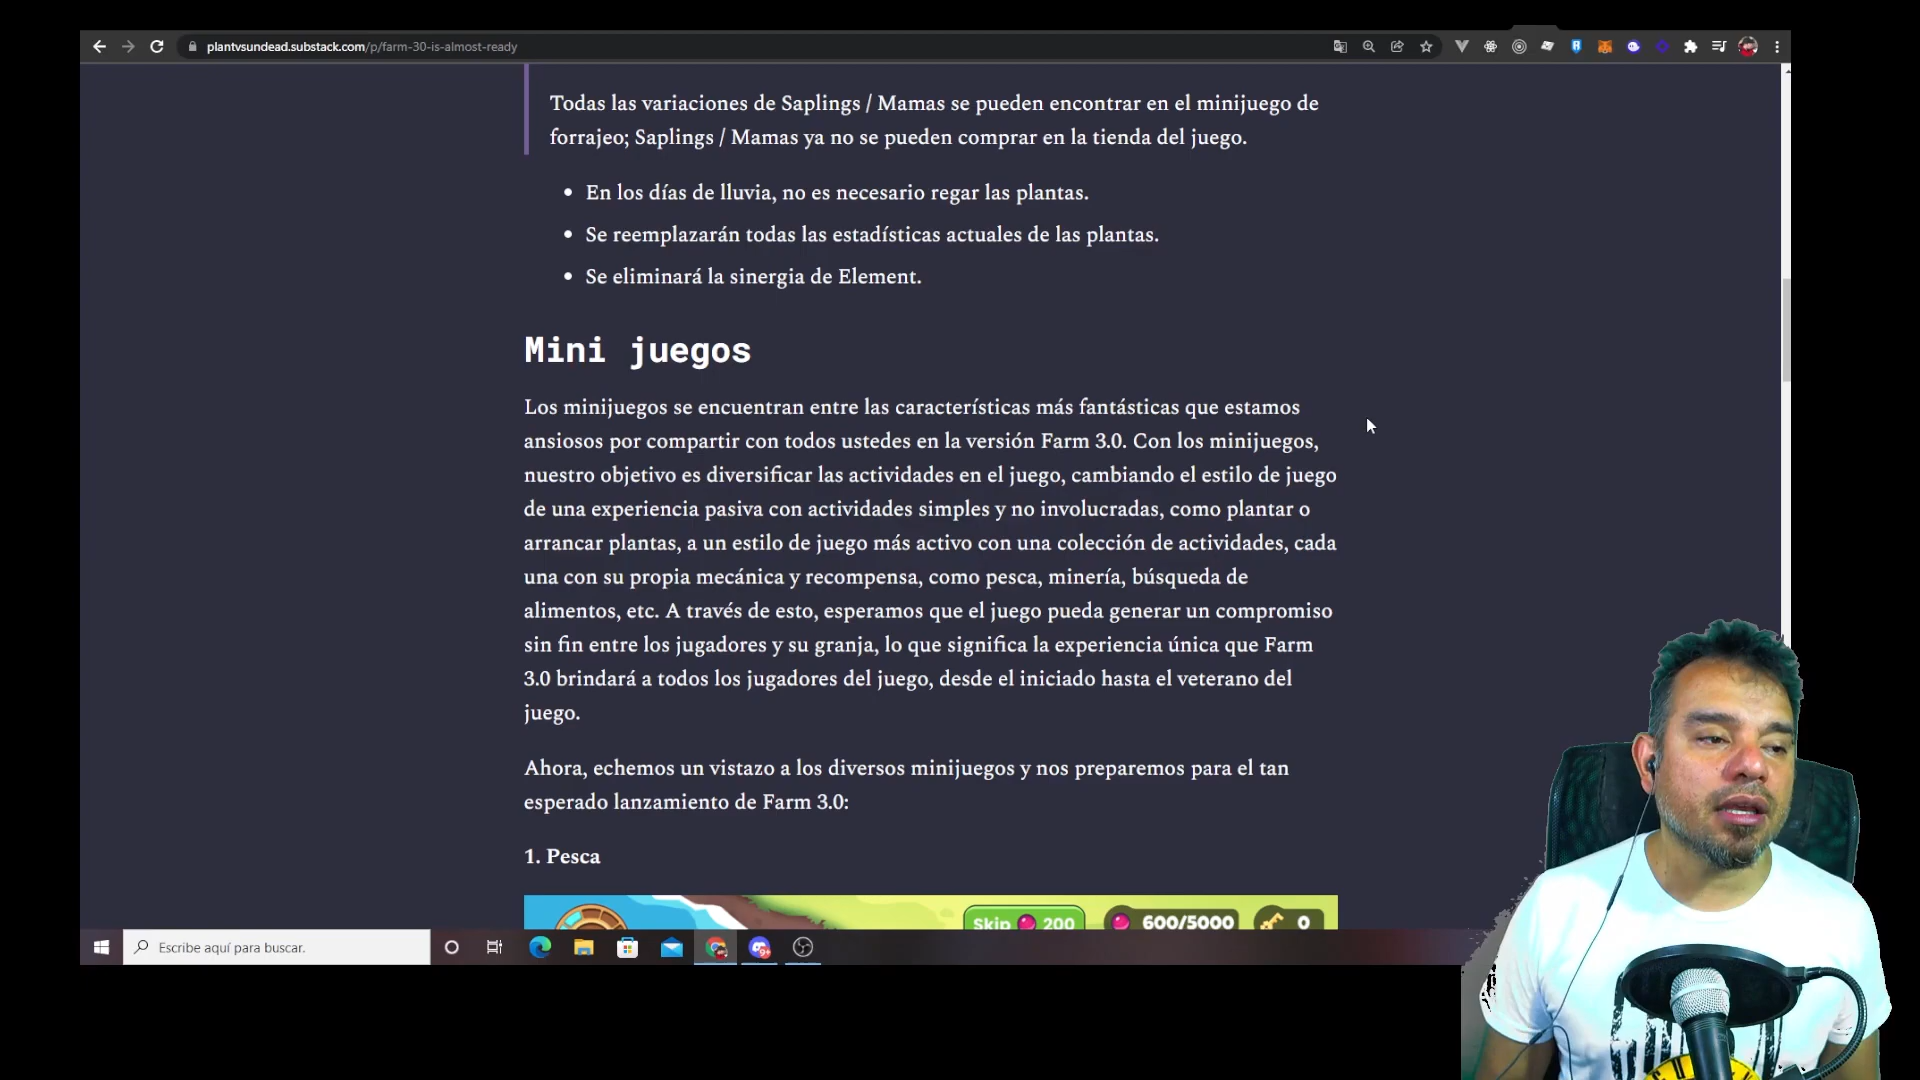 plantvsundead.substack.com/p/farm-30-is-almost-ready
Todas las variaciones de Saplings / Mamas se pueden encontrar en el minijuego de
forrajeo; Saplings / Mamas ya no se pueden comprar en la tienda del juego.
• En los días de lluvia, no es necesario regar las plantas.
• Se reemplazarán todas las estadísticas actuales de las plantas.
• Se eliminará la sinergia de Element.
Mini juegos
Los minijuegos se encuentran entre las características más fantásticas que estamos
ansiosos por compartir con todos ustedes en la versión Farm 3.0. Con los minijuegos,
nuestro objetivo es diversificar las actividades en el juego, cambiando el estilo de juego
de una experiencia pasiva con actividades simples y no involucradas, como plantar o
arrancar plantas, a un estilo de juego más activo con una colección de actividades, cada
una con su propia mecánica y recompensa, como pesca, minería, búsqueda de
alimentos, etc. A través de esto, esperamos que el juego pueda generar un compromiso
sin fin entre los jugadores y su granja, lo que significa la experiencia única que Farm
3.0 brindará a todos los jugadores del juego, desde el iniciado hasta el veterano del
juego.
Ahora, echemos un vistazo a los diversos minijuegos y nos preparemos para el tan
esperado lanzamiento de Farm 3.0:
1. Pesca
Skip 200 600/5000 0
Escribe aquí para buscar.